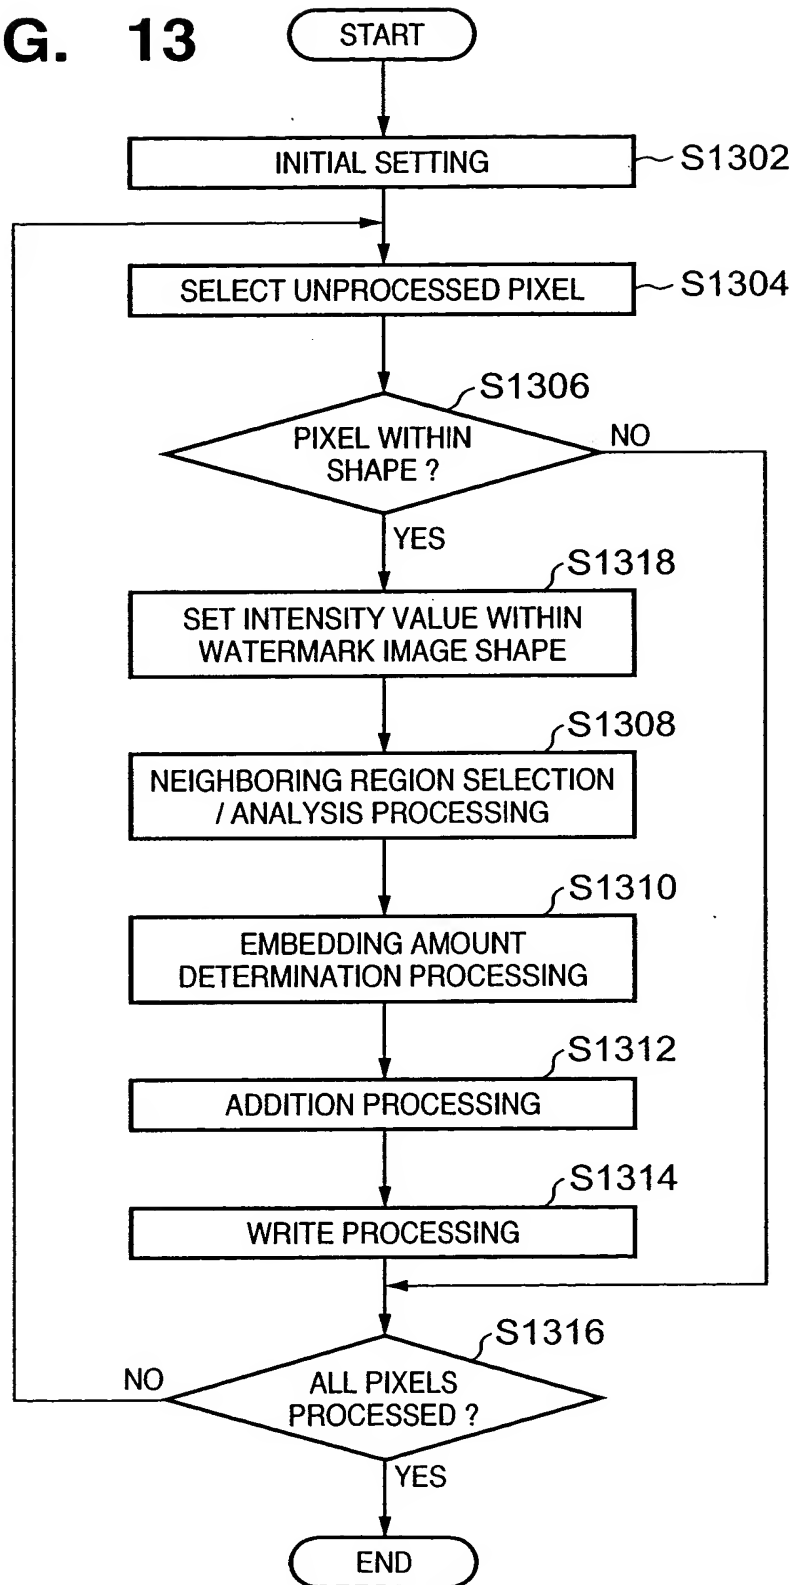 G. 13
START
INITIAL SETTING
S1302
SELECT UNPROCESSED PIXEL
S1304
S1306
PIXEL WITHIN
SHAPE ?
NO
YES
S1318
SET INTENSITY VALUE WITHIN
WATERMARK IMAGE SHAPE
S1308
NEIGHBORING REGION SELECTION
/ ANALYSIS PROCESSING
S1310
EMBEDDING AMOUNT
DETERMINATION PROCESSING
S1312
ADDITION PROCESSING
S1314
WRITE PROCESSING
S1316
NO
ALL PIXELS
PROCESSED ?
YES
END